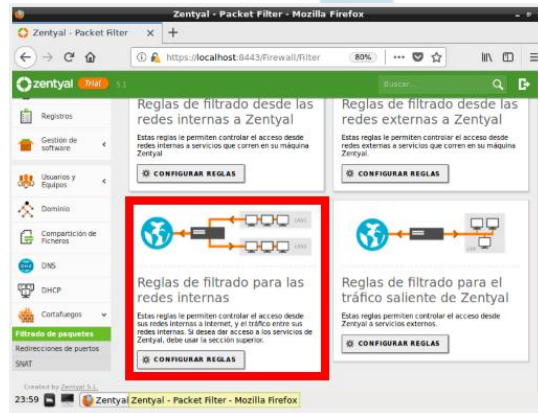 Zentyal - Packet Filter - Mozilla Firefox
Zentyal - Packet Filter
https://localhost:8443/Firewall/Filter
80%
zentyal Trial 5.1
Buscar...
Registros
Gestión de
software
Usuarios y
Equipos
Dominio
Compartición de
Ficheros
DNS
DHCP
Cortafuegos
Filtrado de paquetes
Redirecciones de puertos
SNAT
Created by Zentyal S.L.
Reglas de filtrado desde las
redes internas a Zentyal
Estas reglas le permiten controlar el acceso desde
redes internas a servicios que corren en su máquina
Zentyal
CONFIGURAR REGLAS
Reglas de filtrado desde las
redes externas a Zentyal
Estas reglas le permiten controlar el acceso desde
redes externas a servicios que corren en su máquina
Zentyal.
CONFIGURAR REGLAS
Reglas de filtrado para las
redes internas
Estas reglas le permiten controlar el acceso desde
sus redes internas a Internet, y el tráfico entre sus
redes internas. Si desea dar acceso a los servicios de
Zentyal, debe usar la sección superior.
CONFIGURAR REGLAS
Reglas de filtrado para el
tráfico saliente de Zentyal
Estas reglas permiten controlar el acceso desde
Zentyal a servicios externos.
CONFIGURAR REGLAS
23:59
Zentyal
Zentyal - Packet Filter - Mozilla Firefox